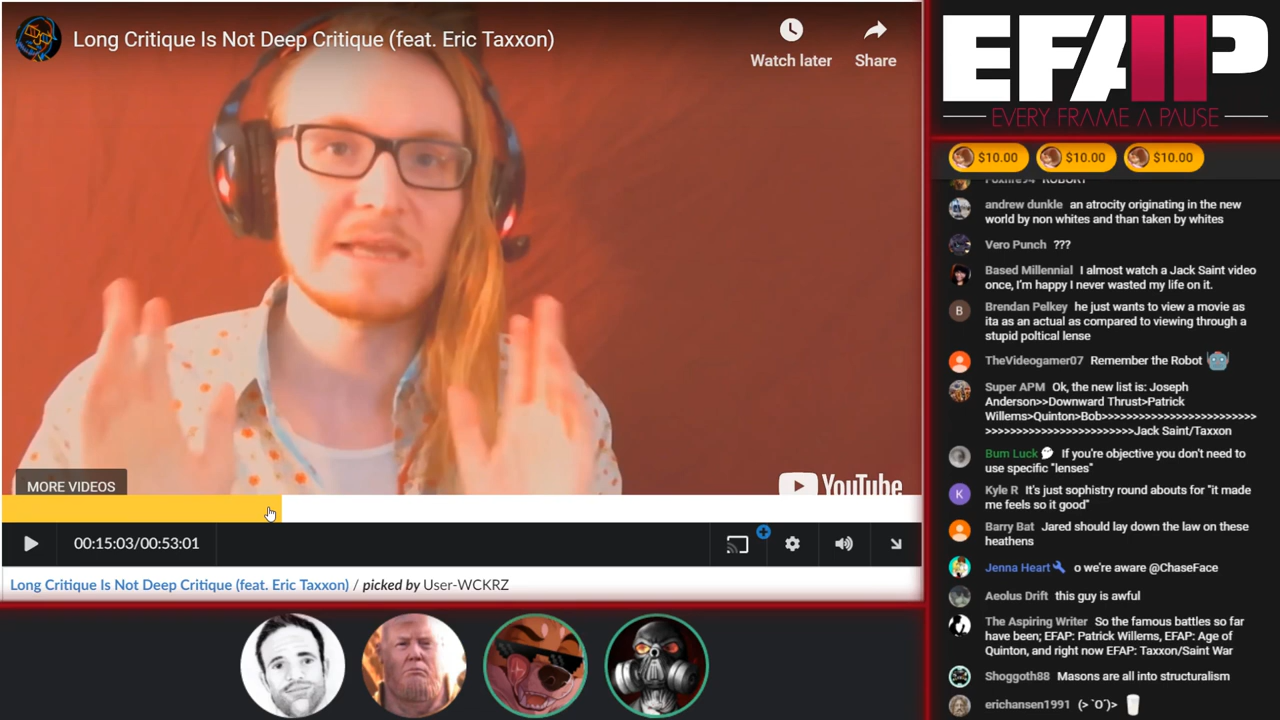 Long Critique Is Not Deep Critique (feat. Eric Taxxon)
Watch later
Share
MORE VIDEOS
YouTube
00:15:03/00:53:01
Long Critique Is Not Deep Critique (feat. Eric Taxxon) / picked by User-WCKRZ
EFAP
EVERY FRAME A PAUSE
$10.00 $10.00 $10.00
andrew dunkle an atrocity originating in the new
world by non whites and than taken by whites
Vero Punch ???
Based Millennial I almost watch a Jack Saint video
once, I'm happy I never wasted my life on it.
B
Brendan Pelkey he just wants to view a movie as
ita as an actual as compared to viewing through a
stupid poltical lense
TheVideogamer07 Remember the Robot
Super APM Ok, the new list is: Joseph
Anderson>>Downward Thrust>Patrick
Willems>Quinton>Bob>>>>>>>>>>>>>>>>>>>>>>>>>
>>>>>>>>>>>>>>>>>>>>>>>>Jack Saint/Taxxon
Bum Luck If you're objective you don't need to
use specific "lenses"
K
Kyle R It's just sophistry round abouts for "it made
me feels so it good"
Barry Bat Jared should lay down the law on these
heathens
Jenna Heart o we're aware @ChaseFace
Aeolus Drift this guy is awful
The Aspiring Writer So the famous battles so far
have been; EFAP: Patrick Willems, EFAP: Age of
Quinton, and right now EFAP: Taxxon/Saint War
Shoggoth88 Masons are all into structuralism
erichansen1991 (> `O´)>